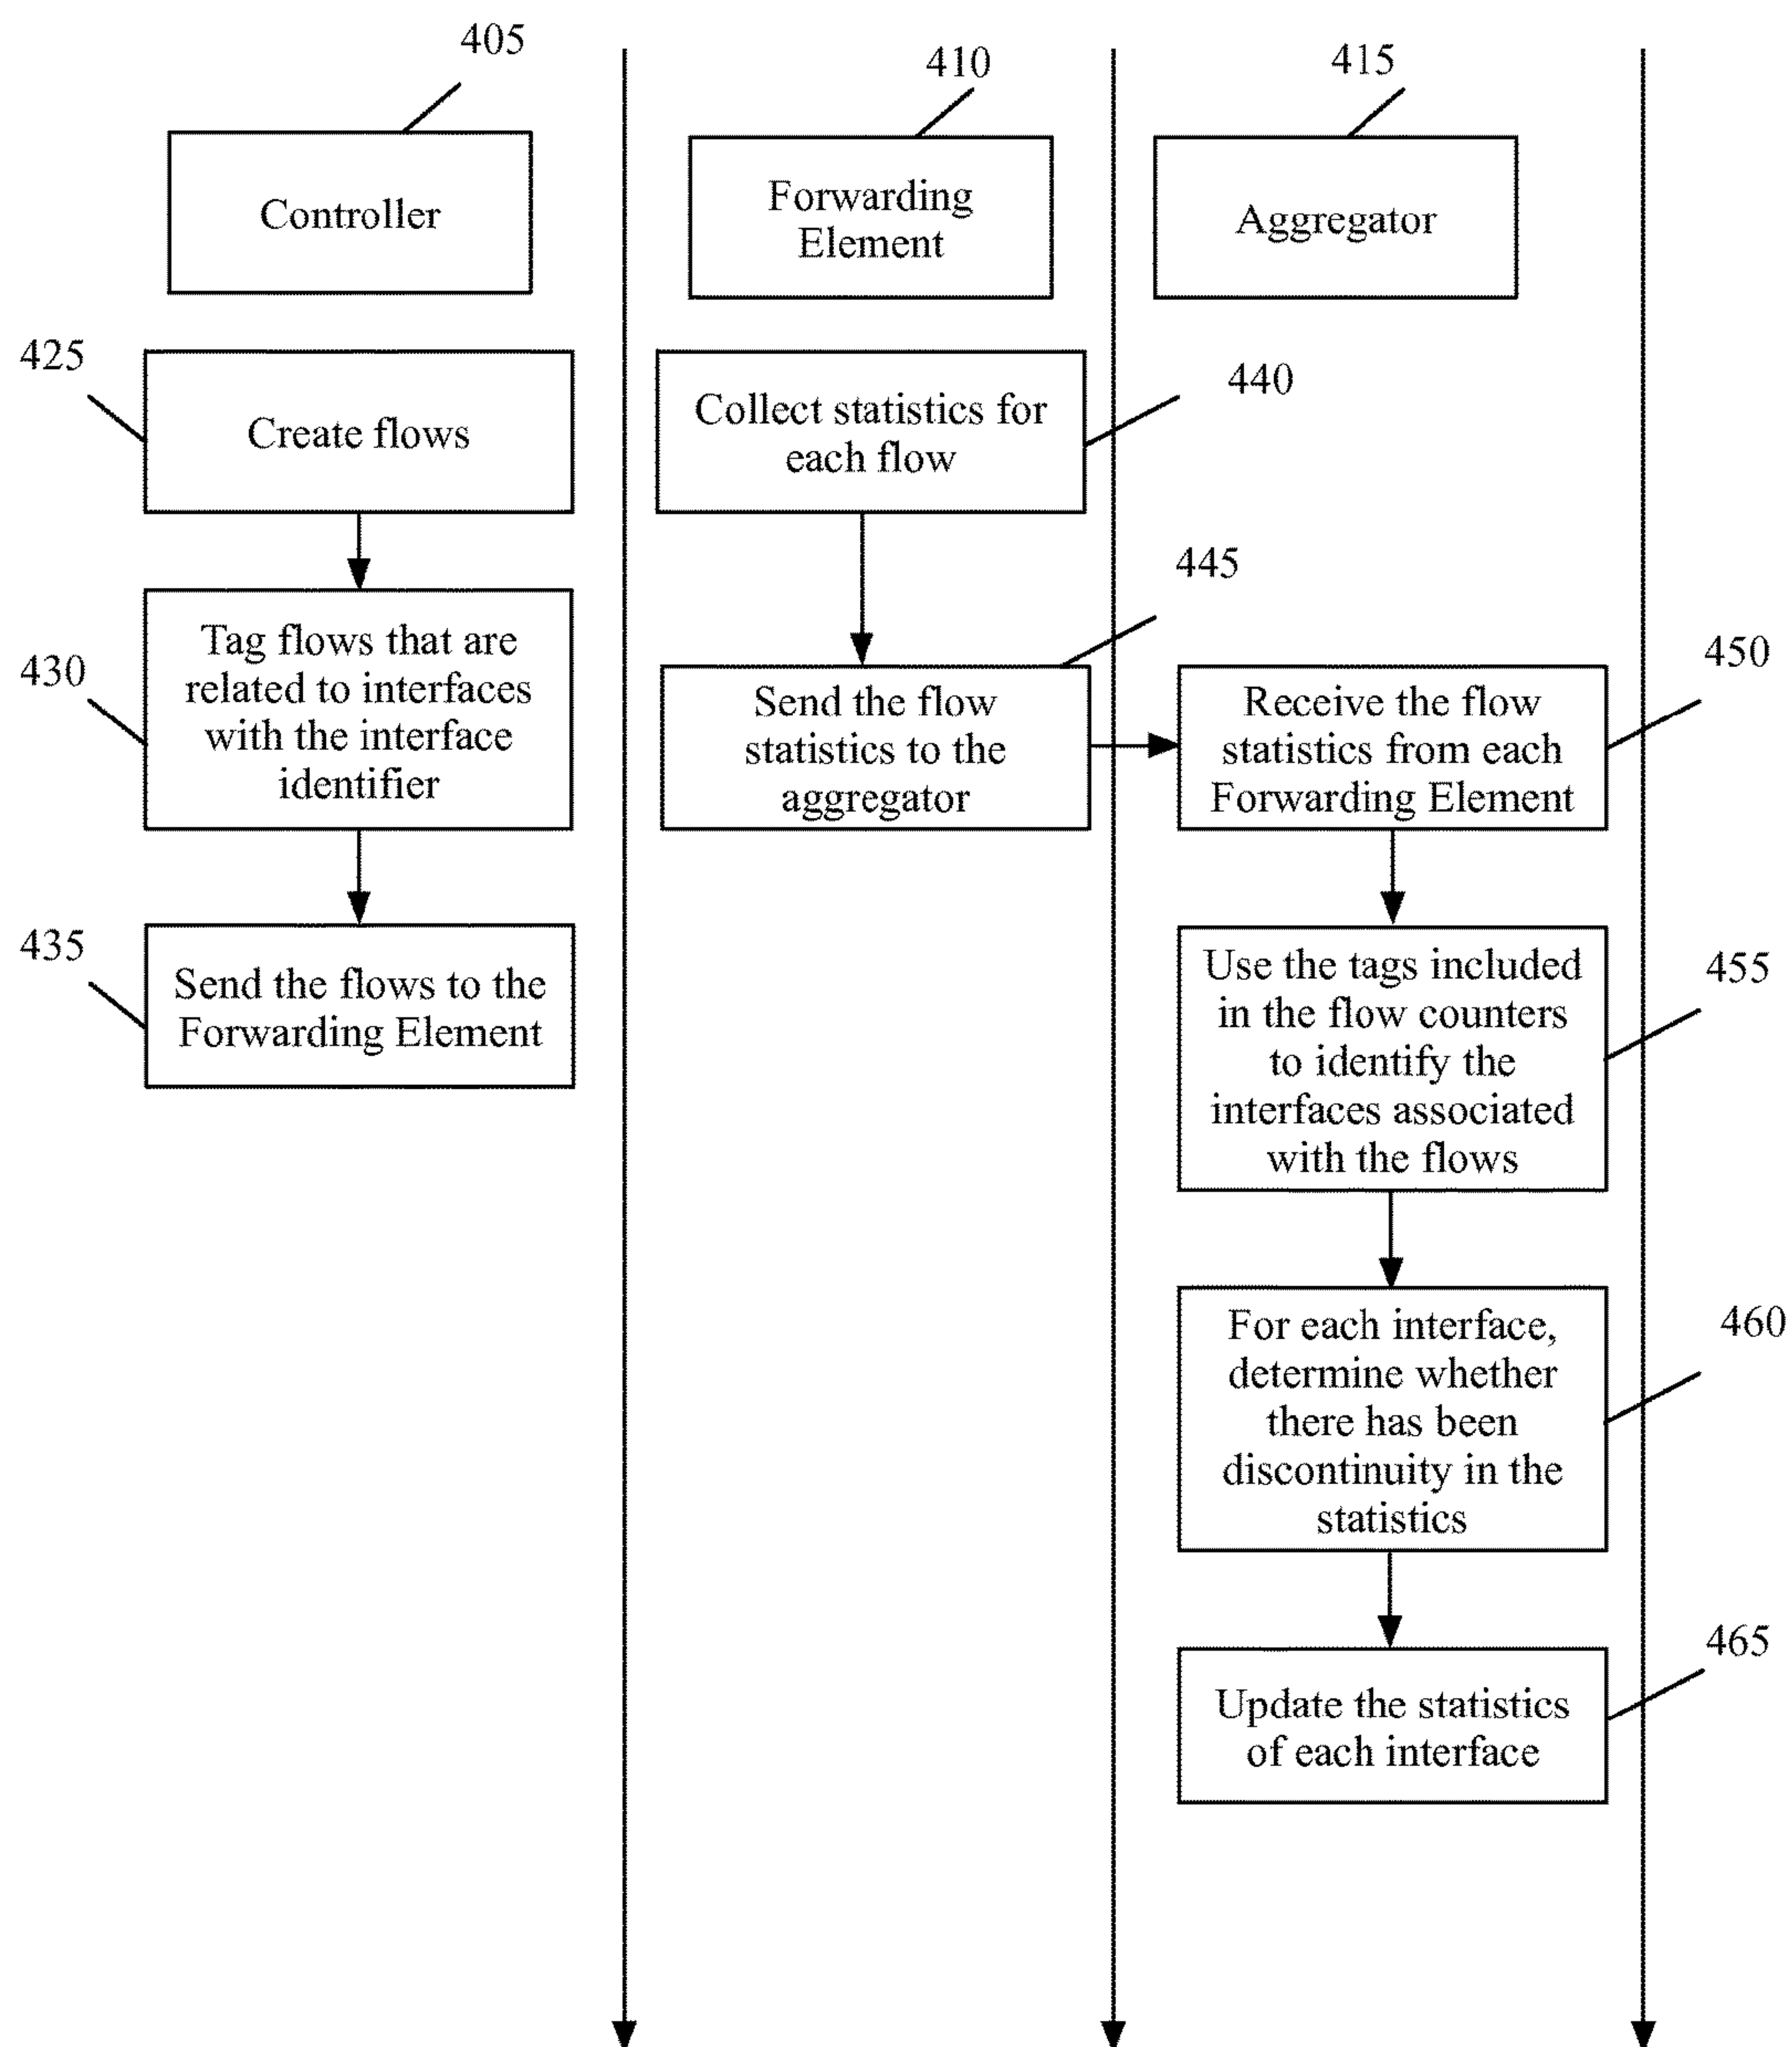 405
410
415
Controller
Forwarding
Element
Aggregator
425
Create flows
Collect statistics for
each flow
440
430
Tag flows that are
related to interfaces
with the interface
identifier
445
Send the flow
statistics to the
aggregator
450
Receive the flow
statistics from each
Forwarding Element
435
Send the flows to the
Forwarding Element
455
Use the tags included
in the flow counters
to identify the
interfaces associated
with the flows
460
For each interface,
determine whether
there has been
discontinuity in the
statistics
465
Update the statistics
of each interface